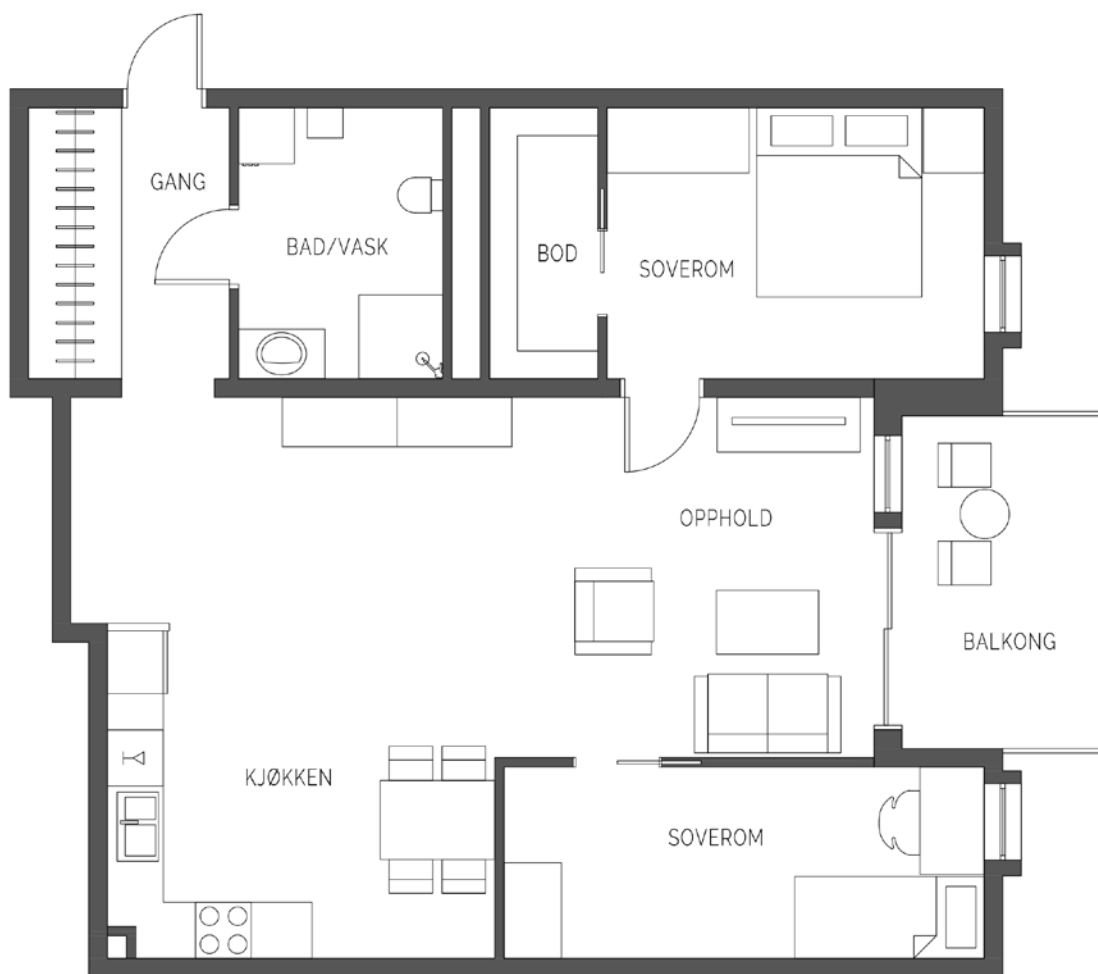 GANG
BAD/VASK
BOD
SOVEROM
OPPHOLD
BALKONG
KJØKKEN
SOVEROM